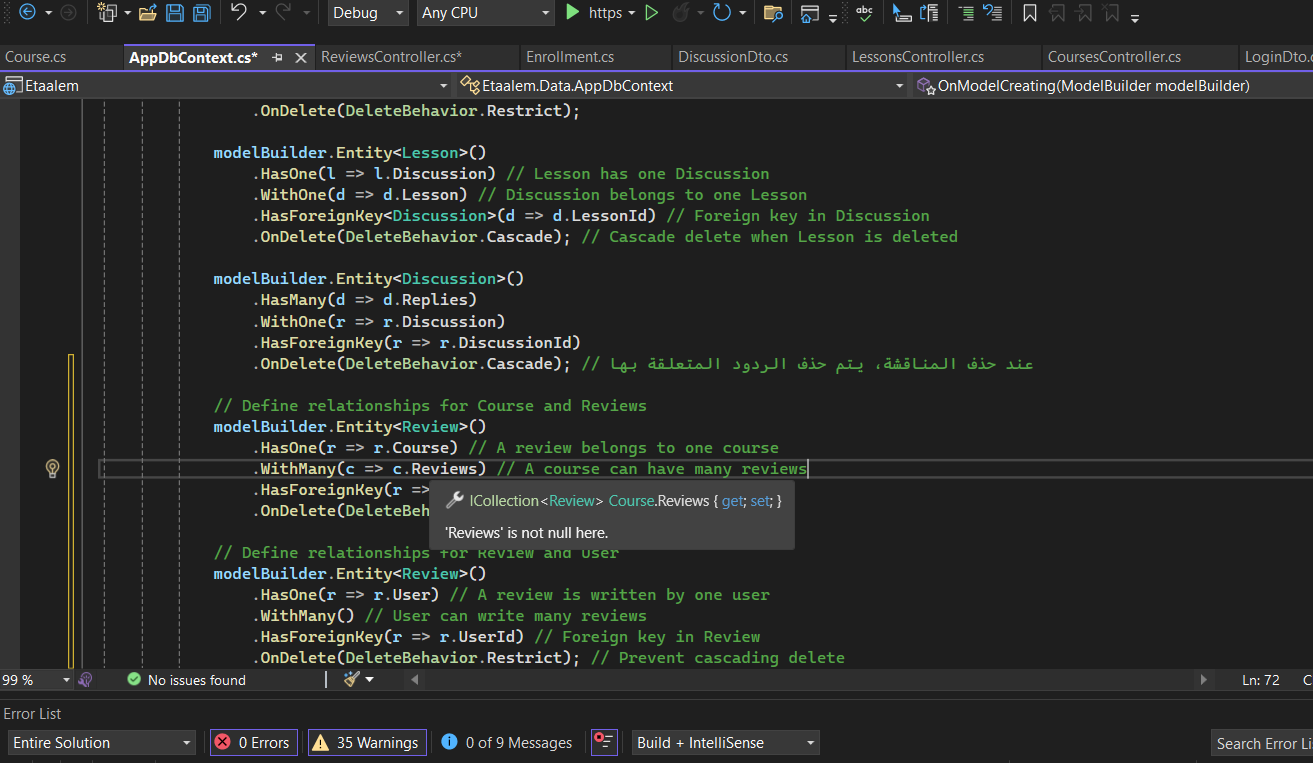 Debug Any CPU https
Course.cs AppDbContext.cs* ReviewsController.cs* Enrollment.cs DiscussionDto.cs LessonsController.cs CoursesController.cs LoginDto.c
Etaalem Etaalem.Data.AppDbContext OnModelCreating(ModelBuilder modelBuilder)
.OnDelete(DeleteBehavior.Restrict);
modelBuilder.Entity<Lesson>()
.HasOne(l => l.Discussion) // Lesson has one Discussion
.WithOne(d => d.Lesson) // Discussion belongs to one Lesson
.HasForeignKey<Discussion>(d => d.LessonId) // Foreign key in Discussion
.OnDelete(DeleteBehavior.Cascade); // Cascade delete when Lesson is deleted
modelBuilder.Entity<Discussion>()
.HasMany(d => d.Replies)
.WithOne(r => r.Discussion)
.HasForeignKey(r => r.DiscussionId)
.OnDelete(DeleteBehavior.Cascade); // عند حذف المناقشة، يتم حذف الردود المتعلقة بها
// Define relationships for Course and Reviews
modelBuilder.Entity<Review>()
.HasOne(r => r.Course) // A review belongs to one course
.WithMany(c => c.Reviews) // A course can have many reviews
.HasForeignKey(r =>
ICollection<Review> Course.Reviews { get; set; }
.OnDelete(DeleteBeh
'Reviews' is not null here.
// Define relationships for Review and User
modelBuilder.Entity<Review>()
.HasOne(r => r.User) // A review is written by one user
.WithMany() // User can write many reviews
.HasForeignKey(r => r.UserId) // Foreign key in Review
.OnDelete(DeleteBehavior.Restrict); // Prevent cascading delete
99 % No issues found Ln: 72 C
Error List
Entire Solution 0 Errors 35 Warnings 0 of 9 Messages Build + IntelliSense Search Error Li